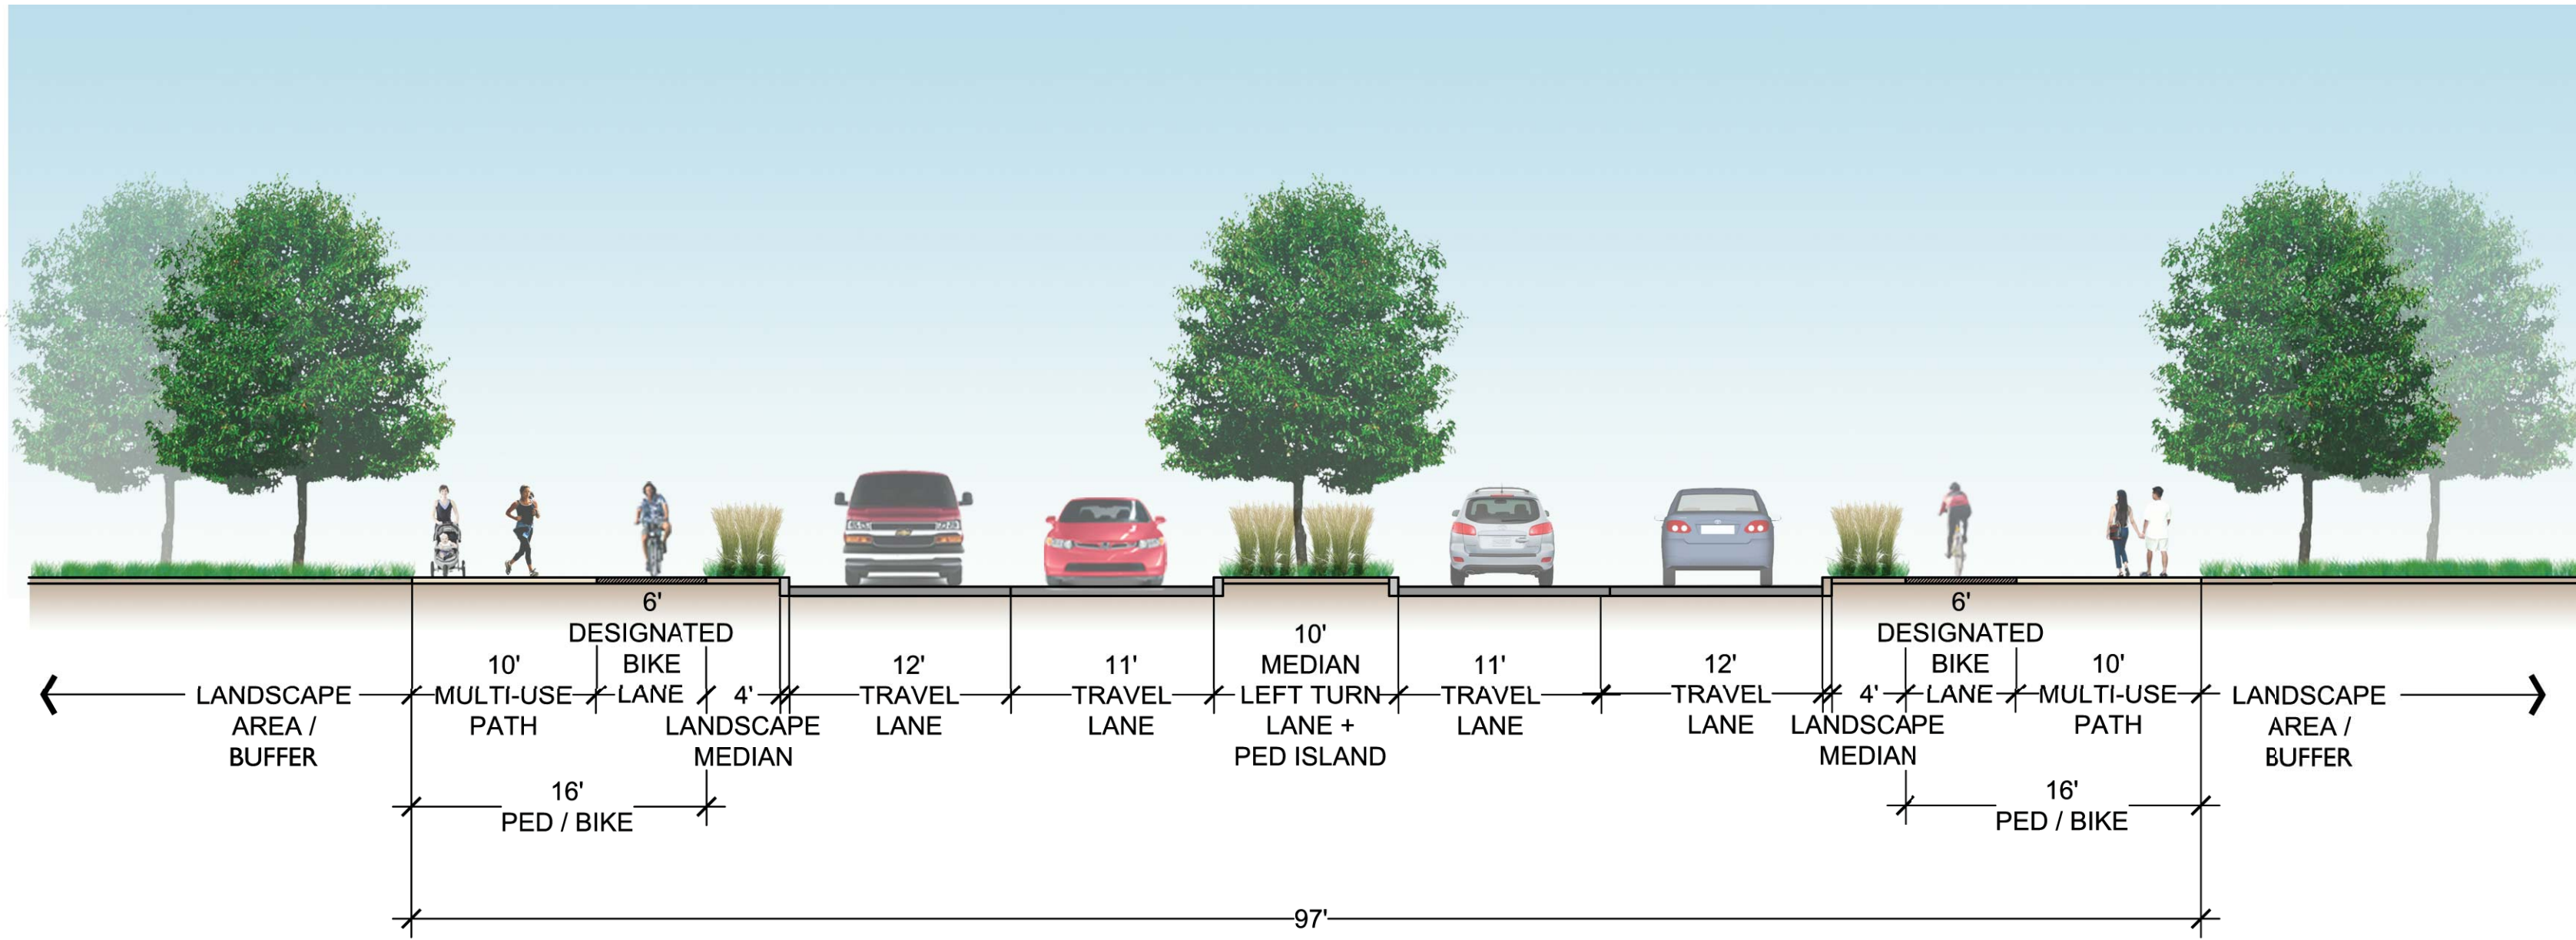 LANDSCAPE
AREA /
BUFFER
10'
MULTI-USE
PATH
6'
DESIGNATED
BIKE
LANE
4'
LANDSCAPE
MEDIAN
12'
TRAVEL
LANE
11'
TRAVEL
LANE
10'
MEDIAN
LEFT TURN
LANE +
PED ISLAND
11'
TRAVEL
LANE
12'
TRAVEL
LANE
4'
LANDSCAPE
MEDIAN
6'
DESIGNATED
BIKE
LANE
10'
MULTI-USE
PATH
LANDSCAPE
AREA /
BUFFER
16'
PED / BIKE
16'
PED / BIKE
97'